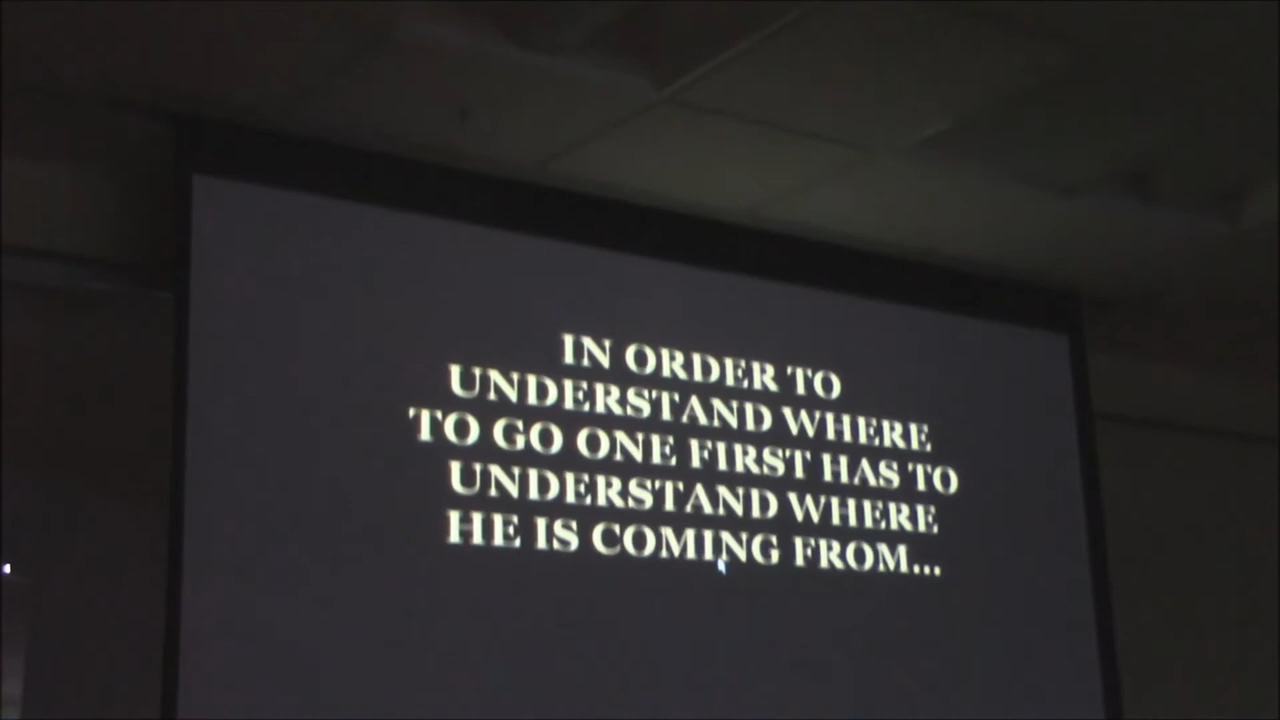 IN ORDER TO
UNDERSTAND WHERE
TO GO ONE FIRST HAS TO
UNDERSTAND WHERE
HE IS COMING FROM...